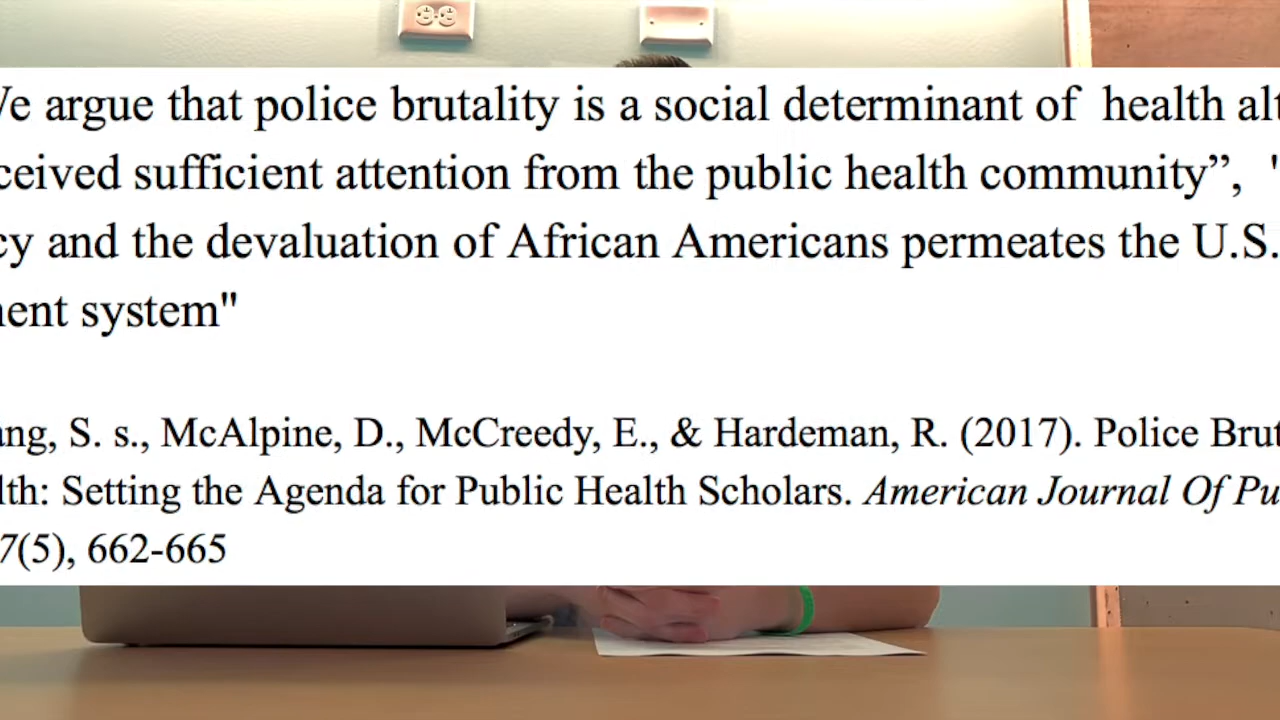 e argue that police brutality is a social determinant of health alt
ceived sufficient attention from the public health community”, "
cy and the devaluation of African Americans permeates the U.S.
ent system"
ang, S. s., McAlpine, D., McCreedy, E., & Hardeman, R. (2017). Police Brut
lth: Setting the Agenda for Public Health Scholars. American Journal Of Pu
7(5), 662-665